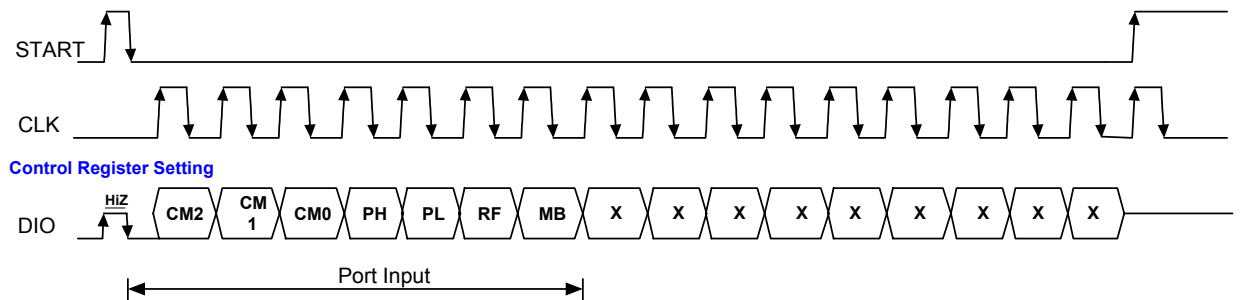 START
CLK
Control Register Setting
DIO HiZ CM2 CM 1 CM0 PH PL RF MB X X X X X X X X X
Port Input